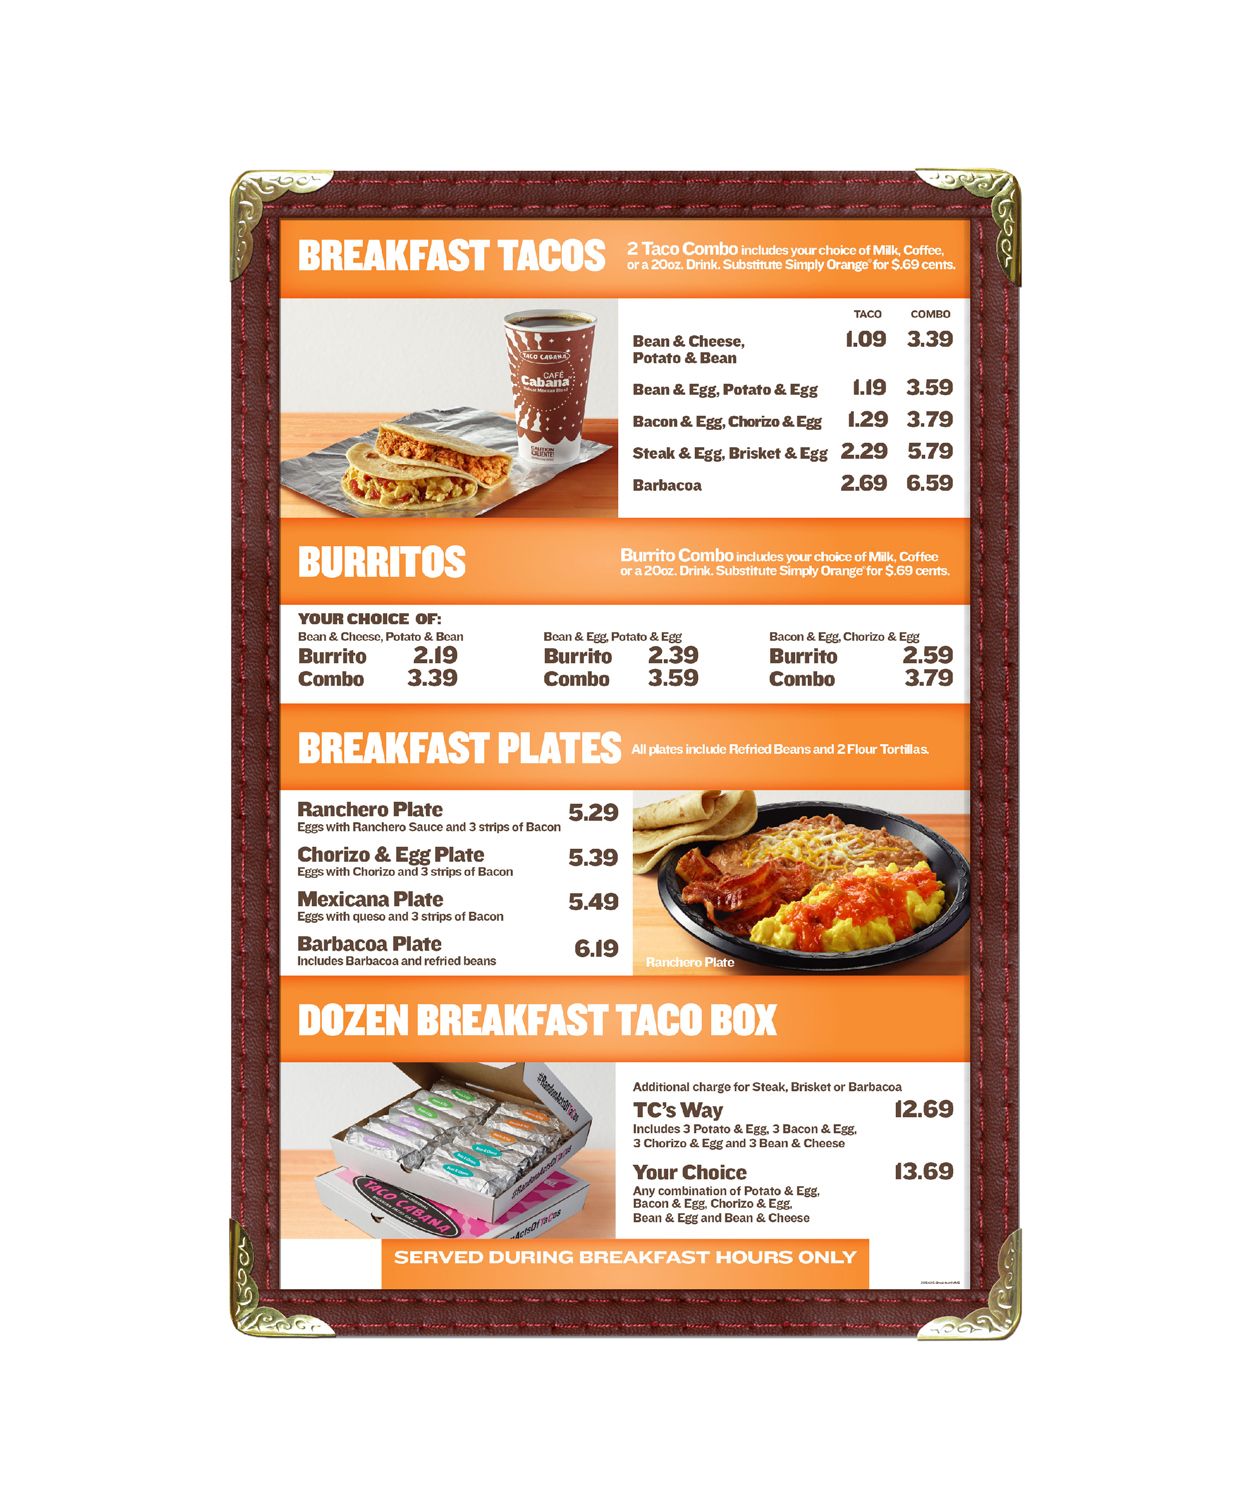 BREAKFAST TACOS
2 Taco Combo includes your choice of Milk, Coffee,
or a 20oz. Drink. Substitute Simply Orange® for $.69 cents.
TACO COMBO
Bean & Cheese, 1.09 3.39
Potato & Bean
Bean & Egg, Potato & Egg 1.19 3.59
Bacon & Egg, Chorizo & Egg 1.29 3.79
Steak & Egg, Brisket & Egg 2.29 5.79
Barbacoa 2.69 6.59
TACO CABANA
CAFÉ
Cabana
CAUTION
¡CALIENTE!
BURRITOS
Burrito Combo includes your choice of Milk, Coffee
or a 20oz. Drink. Substitute Simply Orange® for $.69 cents.
YOUR CHOICE OF:
Bean & Cheese, Potato & Bean
Burrito 2.19
Combo 3.39
Bean & Egg, Potato & Egg
Burrito 2.39
Combo 3.59
Bacon & Egg, Chorizo & Egg
Burrito 2.59
Combo 3.79
BREAKFAST PLATES
All plates include Refried Beans and 2 Flour Tortillas.
Ranchero Plate 5.29
Eggs with Ranchero Sauce and 3 strips of Bacon
Chorizo & Egg Plate 5.39
Eggs with Chorizo and 3 strips of Bacon
Mexicana Plate 5.49
Eggs with queso and 3 strips of Bacon
Barbacoa Plate 6.19
Includes Barbacoa and refried beans
Ranchero Plate
DOZEN BREAKFAST TACO BOX
#RandomActsOfTacos
#RandomActsOfTacos
TACO CABANA
ActsOfTacos
Additional charge for Steak, Brisket or Barbacoa
TC's Way 12.69
Includes 3 Potato & Egg, 3 Bacon & Egg,
3 Chorizo & Egg and 3 Bean & Cheese
Your Choice 13.69
Any combination of Potato & Egg,
Bacon & Egg, Chorizo & Egg,
Bean & Egg and Bean & Cheese
SERVED DURING BREAKFAST HOURS ONLY